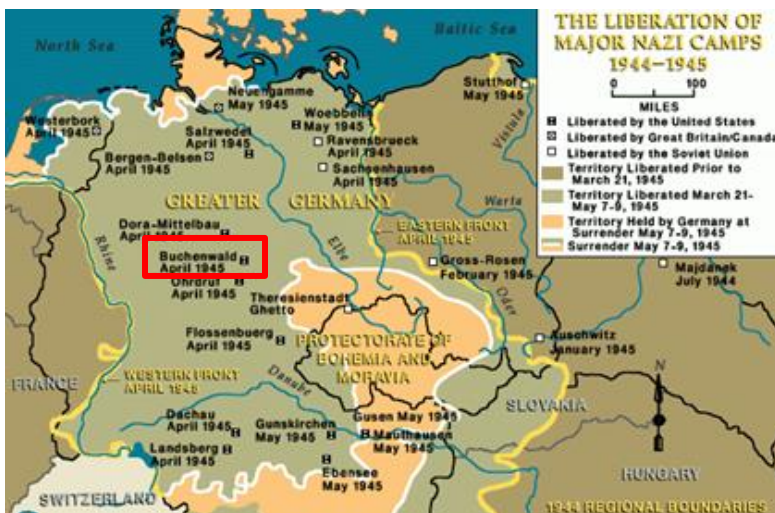 North Sea
Baltic Sea
THE LIBERATION OF
MAJOR NAZI CAMPS
1944–1945
0 100
MILES
Liberated by the United States
Liberated by Great Britain/Canada
Liberated by the Soviet Union
Territory Liberated Prior to
March 21, 1945
Territory Liberated March 21-
May 7-9, 1945
Territory Held by Germany at
Surrender May 7-9, 1945
Surrender May 7-9, 1945
Neuengamme
May 1945
Stutthof
May 1945
Westerbork
April 1945
Woebbelin
May 1945
Salzwedel
April 1945
Ravensbrueck
April 1945
Bergen-Belsen
April 1945
Sachsenhausen
April 1945
Vistula
GREATER GERMANY
Warta
Dora-Mittelbau
April 1945
EASTERN FRONT
APRIL 1945
Rhine
Elbe
Buchenwald
April 1945
Gross-Rosen
February 1945
Majdanek
July 1944
Ohrdruf
April 1945
Oder
Theresienstadt
Ghetto
Flossenbuerg
April 1945
PROTECTORATE OF
BOHEMIA AND
MORAVIA
Auschwitz
January 1945
N
FRANCE
WESTERN FRONT
APRIL 1945
Danube
SLOVAKIA
Dachau
April 1945
Gunskirchen
May 1945
Gusen May 1945
Mauthausen
May 1945
Landsberg
April 1945
Ebensee
May 1945
HUNGARY
SWITZERLAND
1944 REGIONAL BOUNDARIES